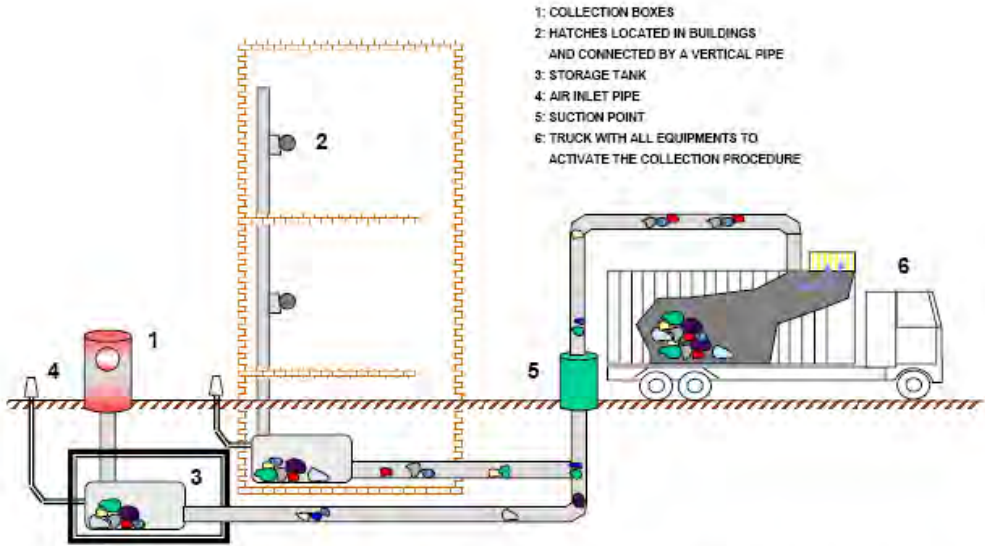 1: COLLECTION BOXES
2: HATCHES LOCATED IN BUILDINGS
AND CONNECTED BY A VERTICAL PIPE
3: STORAGE TANK
4: AIR INLET PIPE
5: SUCTION POINT
6: TRUCK WITH ALL EQUIPMENTS TO
ACTIVATE THE COLLECTION PROCEDURE
2
6
1
4
5
3